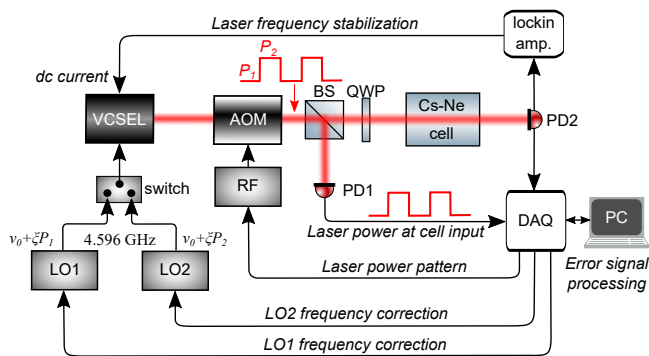 Laser frequency stabilization
lockin
amp.
dc current
P₂
P₁
BS
QWP
VCSEL
AOM
Cs-Ne
cell
PD2
switch
RF
PD1
DAQ
PC
ν₀+ξP₁
4.596 GHz
ν₀+ξP₂
Laser power at cell input
LO1
LO2
Laser power pattern
Error signal
processing
LO2 frequency correction
LO1 frequency correction